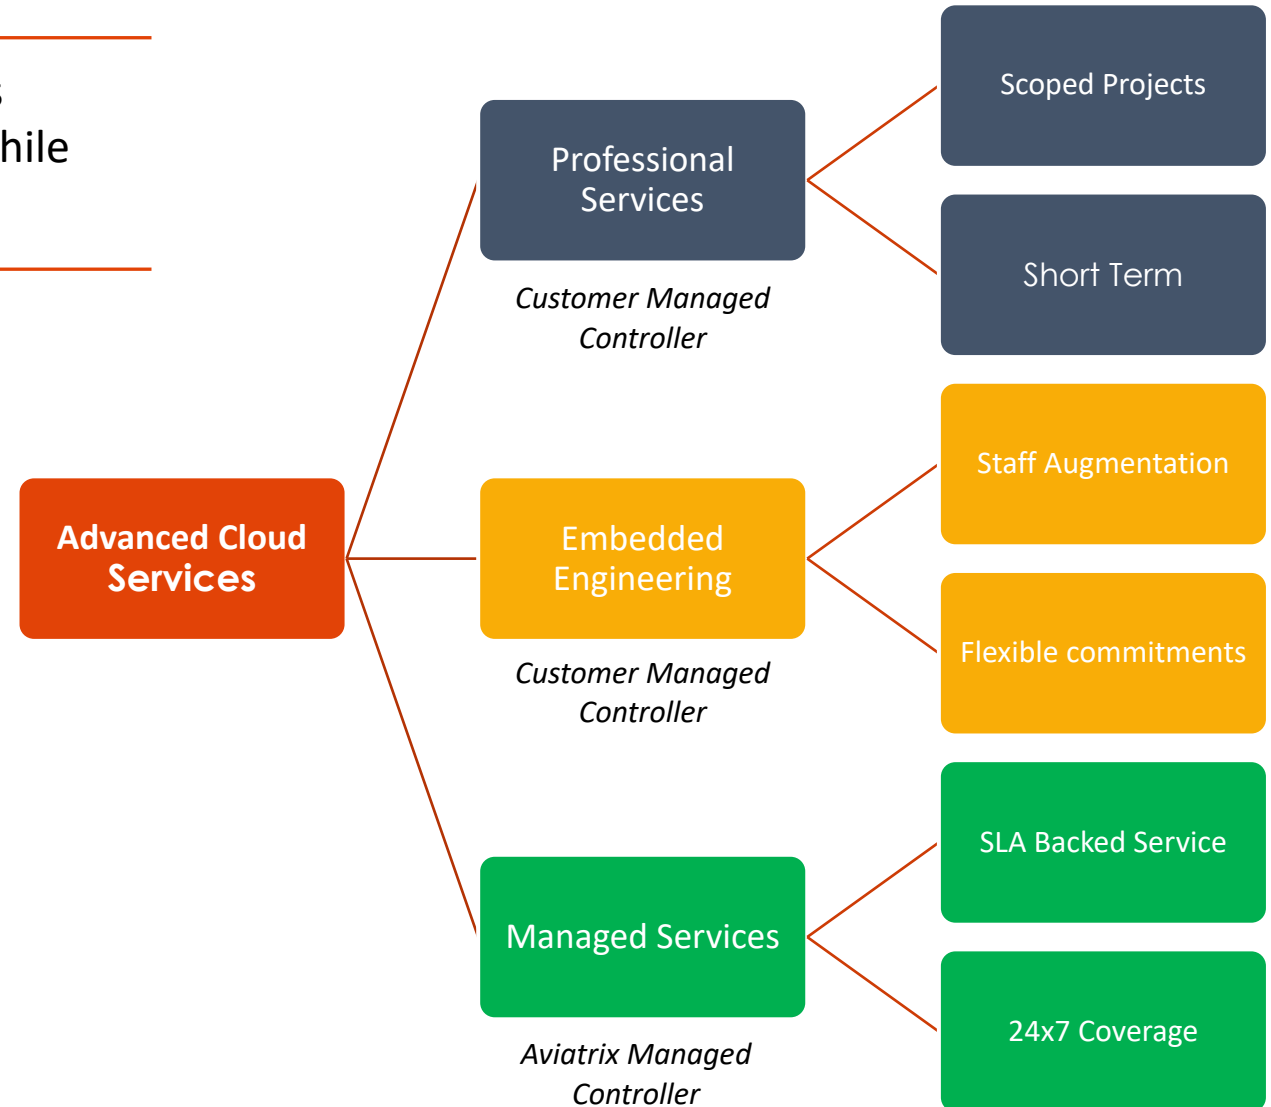 hile
Scoped Projects
Professional
Services
Customer Managed
Controller
Short Term
Staff Augmentation
Advanced Cloud
Services
Embedded
Engineering
Customer Managed
Controller
Flexible commitments
SLA Backed Service
Managed Services
Aviatrix Managed
Controller
24x7 Coverage